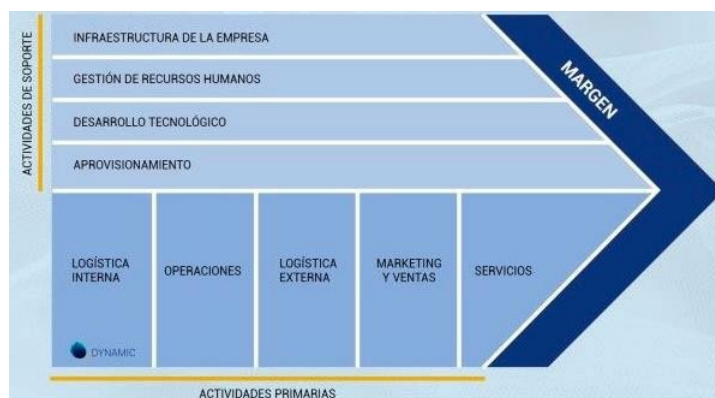 ACTIVIDADES DE SOPORTE
INFRAESTRUCTURA DE LA EMPRESA
GESTIÓN DE RECURSOS HUMANOS
DESARROLLO TECNOLÓGICO
APROVISIONAMIENTO
MARGEN
LOGÍSTICA
INTERNA
OPERACIONES
LOGÍSTICA
EXTERNA
MARKETING
Y VENTAS
SERVICIOS
DYNAMIC
ACTIVIDADES PRIMARIAS